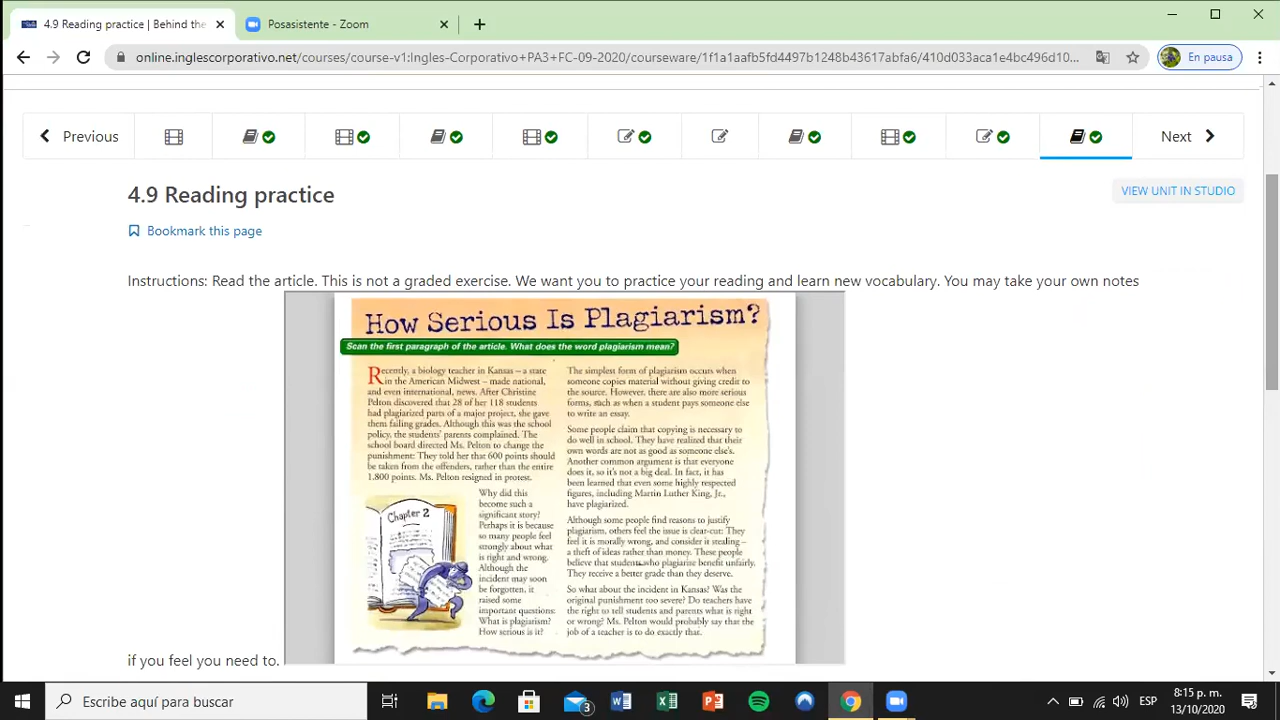 4.9 Reading practice | Behind the
Posasistente - Zoom
online.inglescorporativo.net/courses/course-v1:Ingles-Corporativo+PA3+FC-09-2020/courseware/1f1a1aafb5fd4497b1248b43617abfa6/410d033aca1e4bc496d10...
En pausa
Previous
Next
4.9 Reading practice
VIEW UNIT IN STUDIO
Bookmark this page
Instructions: Read the article. This is not a graded exercise. We want you to practice your reading and learn new vocabulary. You may take your own notes
How Serious Is Plagiarism?
Scan the first paragraph of the article. What does the word plagiarism mean?
Recently, a biology teacher in Kansas – a state
in the American Midwest – made national,
and even international, news. After Christine
Pelton discovered that 28 of her 118 students
had plagiarized parts of a major project, she gave
them failing grades. Although this was the school
policy, the students' parents complained. The
school board directed Ms. Pelton to change the
punishment: They told her that 600 points should
be taken from the offenders, rather than the entire
1,800 points. Ms. Pelton resigned in protest.
Chapter 2
Why did this
become such a
significant story?
Perhaps it is because
so many people feel
strongly about what
is right and wrong.
Although the
incident may soon
be forgotten, it
raised some
important questions:
What is plagiarism?
How serious is it?
The simplest form of plagiarism occurs when
someone copies material without giving credit to
the source. However, there are also more serious
forms, such as when a student pays someone else
to write an essay.
Some people claim that copying is necessary to
do well in school. They have realized that their
own words are not as good as someone else's.
Another common argument is that everyone
does it, so it's not a big deal. In fact, it has
been learned that even some highly respected
figures, including Martin Luther King, Jr.,
have plagiarized.
Although some people find reasons to justify
plagiarism, others feel the issue is clear-cut: They
feel it is morally wrong, and consider it stealing –
a theft of ideas rather than money. These people
believe that students who plagiarize benefit unfairly.
They receive a better grade than they deserve.
So what about the incident in Kansas? Was the
original punishment too severe? Do teachers have
the right to tell students and parents what is right
or wrong? Ms. Pelton would probably say that the
job of a teacher is to do exactly that.
if you feel you need to.
Escribe aquí para buscar
3
ESP
8:15 p. m.
13/10/2020